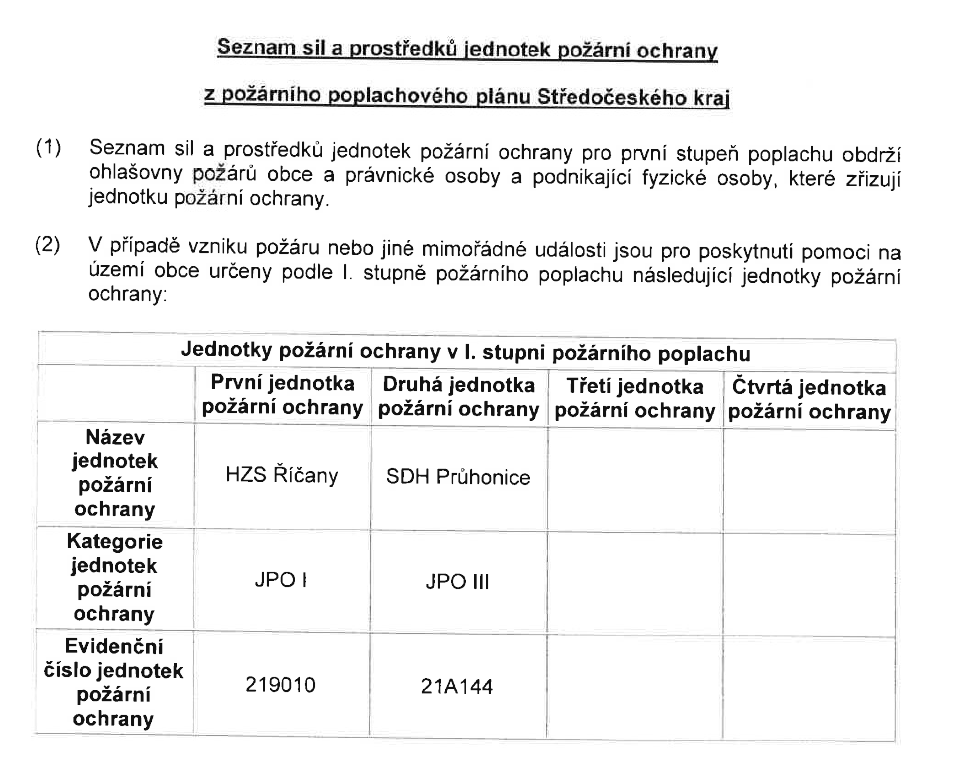 Seznam sil a prostředků jednotek požární ochrany
z požárního poplachového plánu Středočeského kraj
(1) Seznam sil a prostředků jednotek požární ochrany pro první stupeň poplachu obdrží
ohlašovny požárů obce a právnické osoby a podnikající fyzické osoby, které zřizují
jednotku požární ochrany.
(2) V případě vzniku požáru nebo jiné mimořádné události jsou pro poskytnutí pomoci na
území obce určeny podle I. stupně požárního poplachu následující jednotky požární
ochrany:
Jednotky požární ochrany v I. stupni požárního poplachu
První jednotka Druhá jednotka Třetí jednotka Čtvrtá jednotka
požární ochrany požární ochrany požární ochrany požární ochrany
Název
jednotek
požární
ochrany
HZS Říčany SDH Průhonice
Kategorie
jednotek
požární
ochrany
JPO I JPO III
Evidenční
číslo jednotek
požární
ochrany
219010 21A144